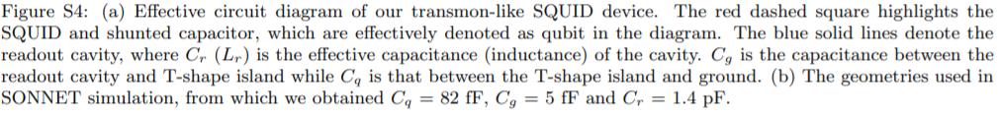 Figure S4: (a) Effective circuit diagram of our transmon-like SQUID device. The red dashed square highlights the
SQUID and shunted capacitor, which are effectively denoted as qubit in the diagram. The blue solid lines denote the
readout cavity, where Cᵣ (Lᵣ) is the effective capacitance (inductance) of the cavity. C_g is the capacitance between the
readout cavity and T-shape island while C_q is that between the T-shape island and ground. (b) The geometries used in
SONNET simulation, from which we obtained C_q = 82 fF, C_g = 5 fF and Cᵣ = 1.4 pF.